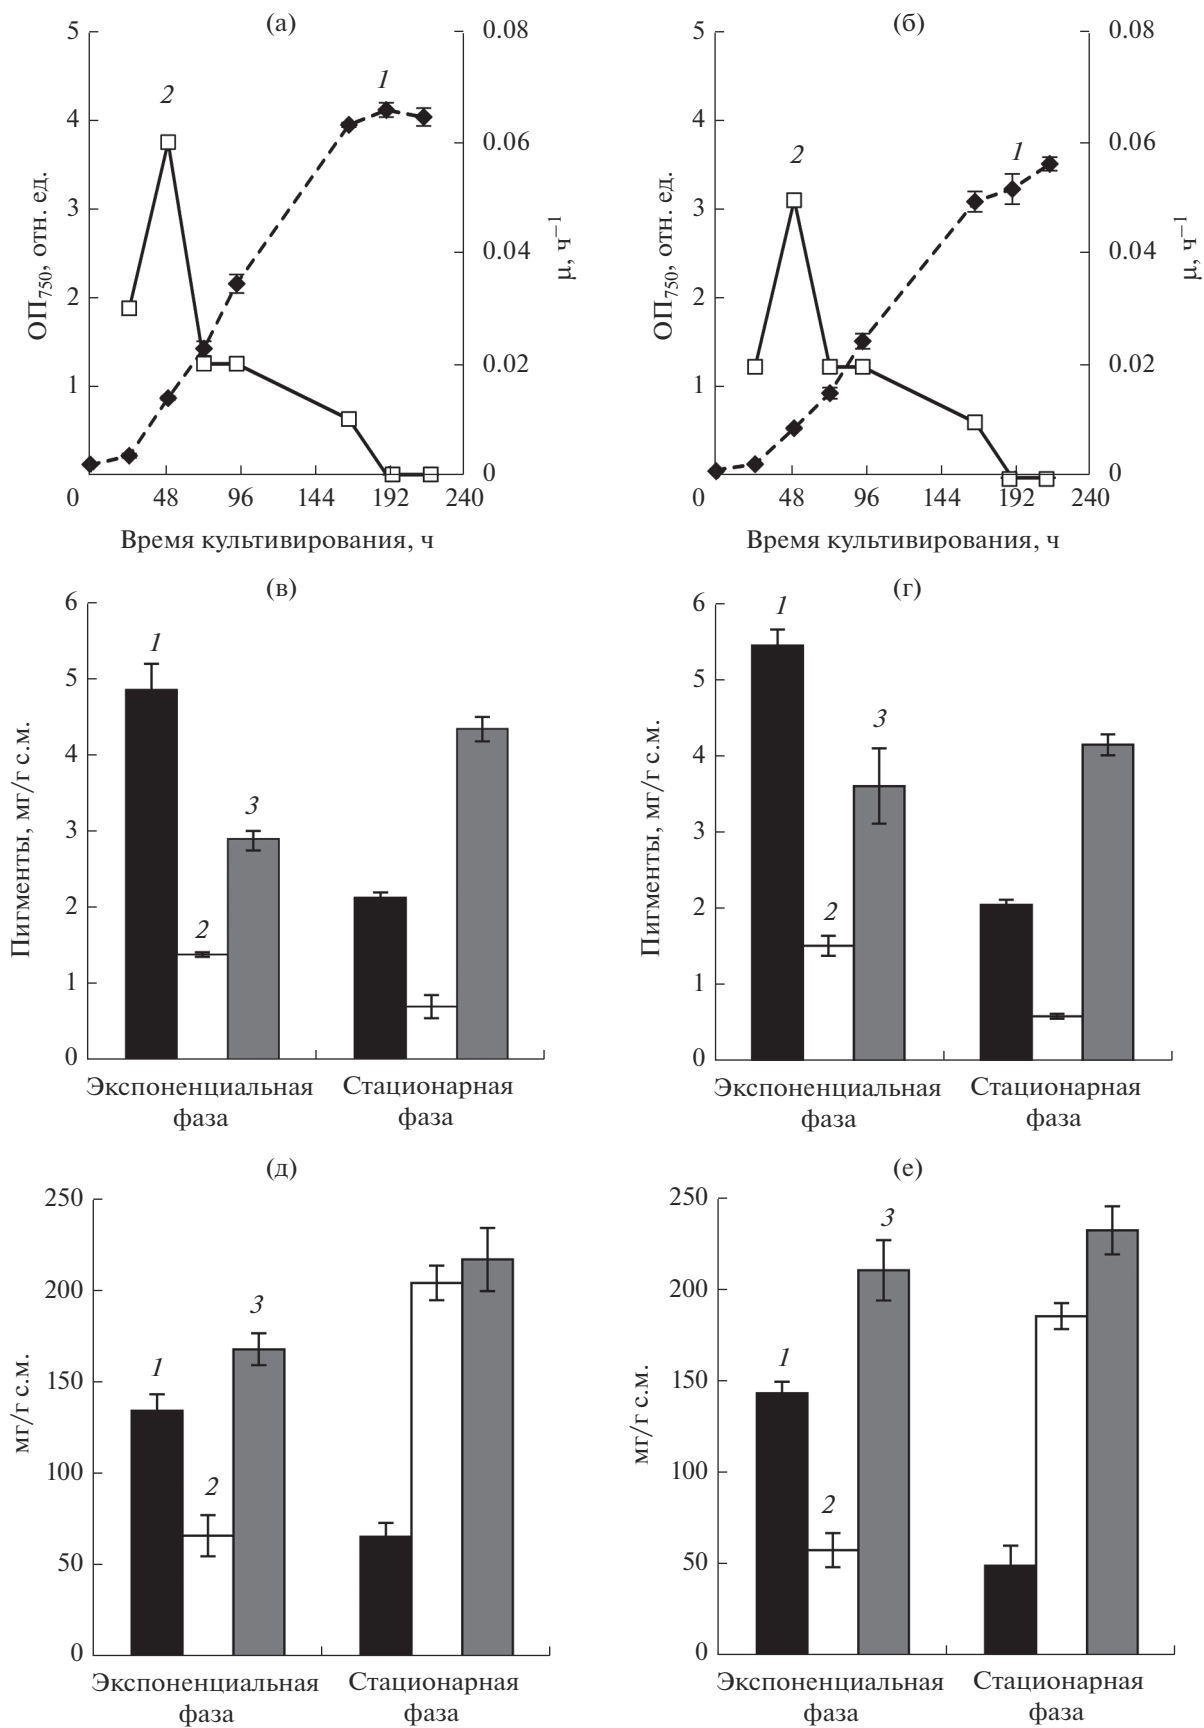 (а)
5
4
3
2
1
0
ОП750, отн. ед.
0.08
0.06
0.04
0.02
0
μ, ч–1
2
1
48
96
144
192
240
Время культивирования, ч
(б)
5
4
3
2
1
0
ОП750, отн. ед.
0.08
0.06
0.04
0.02
0
μ, ч–1
2
1
48
96
144
192
240
Время культивирования, ч
(в)
6
5
4
3
2
1
0
Пигменты, мг/г с.м.
1
2
3
Экспоненциальная
фаза
Стационарная
фаза
(г)
6
5
4
3
2
1
0
Пигменты, мг/г с.м.
1
2
3
Экспоненциальная
фаза
Стационарная
фаза
(д)
250
200
150
100
50
0
мг/г с.м.
1
2
3
Экспоненциальная
фаза
Стационарная
фаза
(е)
250
200
150
100
50
0
мг/г с.м.
1
2
3
Экспоненциальная
фаза
Стационарная
фаза